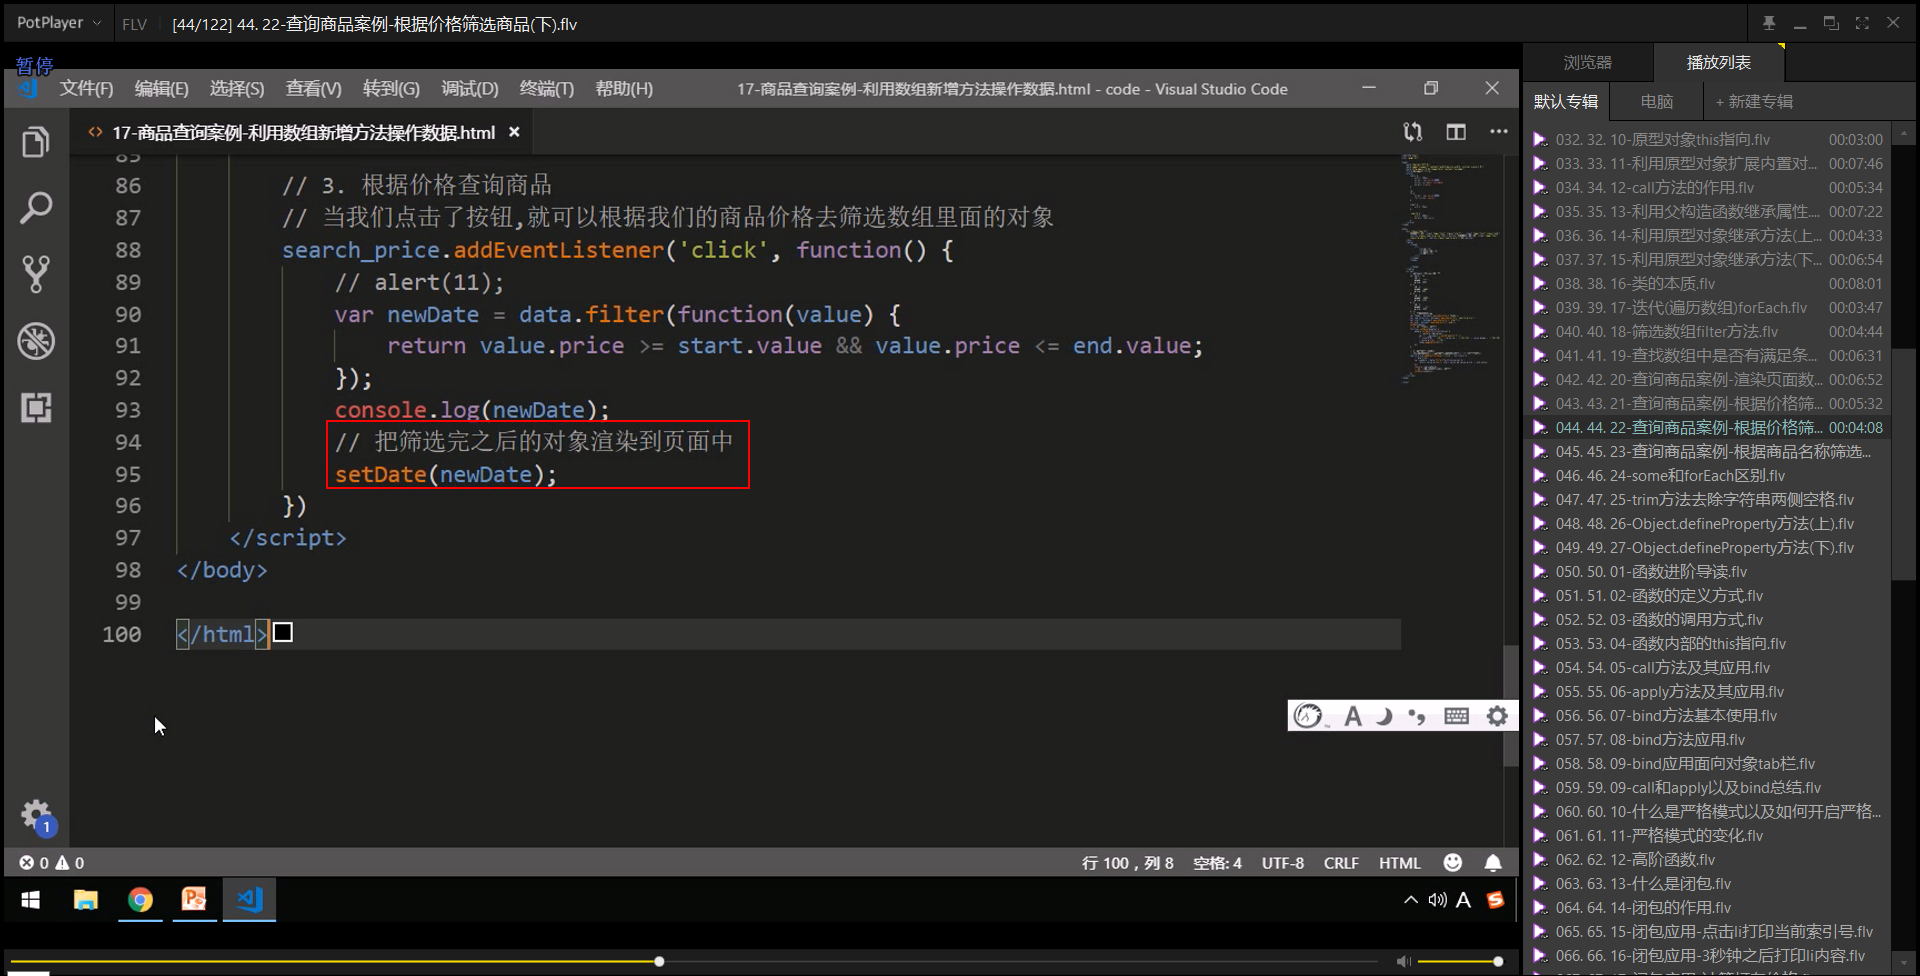 PotPlayer FLV [44/122] 44. 22-查询商品案例-根据价格筛选商品(下).flv
暂停
文件(F) 编辑(E) 选择(S) 查看(V) 转到(G) 调试(D) 终端(T) 帮助(H) 17-商品查询案例-利用数组新增方法操作数据.html - code - Visual Studio Code
17-商品查询案例-利用数组新增方法操作数据.html
85
86 // 3. 根据价格查询商品
87 // 当我们点击了按钮,就可以根据我们的商品价格去筛选数组里面的对象
88 search_price.addEventListener('click', function() {
89 // alert(11);
90 var newDate = data.filter(function(value) {
91 return value.price >= start.value && value.price <= end.value;
92 });
93 console.log(newDate);
94 // 把筛选完之后的对象渲染到页面中
95 setDate(newDate);
96 })
97 </script>
98 </body>
99
100 </html>
A
1
0 0 行 100，列 8 空格: 4 UTF-8 CRLF HTML
A
浏览器 播放列表
默认专辑 电脑 + 新建专辑
032. 32. 10-原型对象this指向.flv 00:03:00
033. 33. 11-利用原型对象扩展内置对... 00:07:46
034. 34. 12-call方法的作用.flv 00:05:34
035. 35. 13-利用父构造函数继承属性.... 00:07:22
036. 36. 14-利用原型对象继承方法(上... 00:04:33
037. 37. 15-利用原型对象继承方法(下... 00:06:54
038. 38. 16-类的本质.flv 00:08:01
039. 39. 17-迭代(遍历数组)forEach.flv 00:03:47
040. 40. 18-筛选数组filter方法.flv 00:04:44
041. 41. 19-查找数组中是否有满足条... 00:06:31
042. 42. 20-查询商品案例-渲染页面数... 00:06:52
043. 43. 21-查询商品案例-根据价格筛... 00:05:32
044. 44. 22-查询商品案例-根据价格筛... 00:04:08
045. 45. 23-查询商品案例-根据商品名称筛选...
046. 46. 24-some和forEach区别.flv
047. 47. 25-trim方法去除字符串两侧空格.flv
048. 48. 26-Object.defineProperty方法(上).flv
049. 49. 27-Object.defineProperty方法(下).flv
050. 50. 01-函数进阶导读.flv
051. 51. 02-函数的定义方式.flv
052. 52. 03-函数的调用方式.flv
053. 53. 04-函数内部的this指向.flv
054. 54. 05-call方法及其应用.flv
055. 55. 06-apply方法及其应用.flv
056. 56. 07-bind方法基本使用.flv
057. 57. 08-bind方法应用.flv
058. 58. 09-bind应用面向对象tab栏.flv
059. 59. 09-call和apply以及bind总结.flv
060. 60. 10-什么是严格模式以及如何开启严格...
061. 61. 11-严格模式的变化.flv
062. 62. 12-高阶函数.flv
063. 63. 13-什么是闭包.flv
064. 64. 14-闭包的作用.flv
065. 65. 15-闭包应用-点击li打印当前索引号.flv
066. 66. 16-闭包应用-3秒钟之后打印li内容.flv